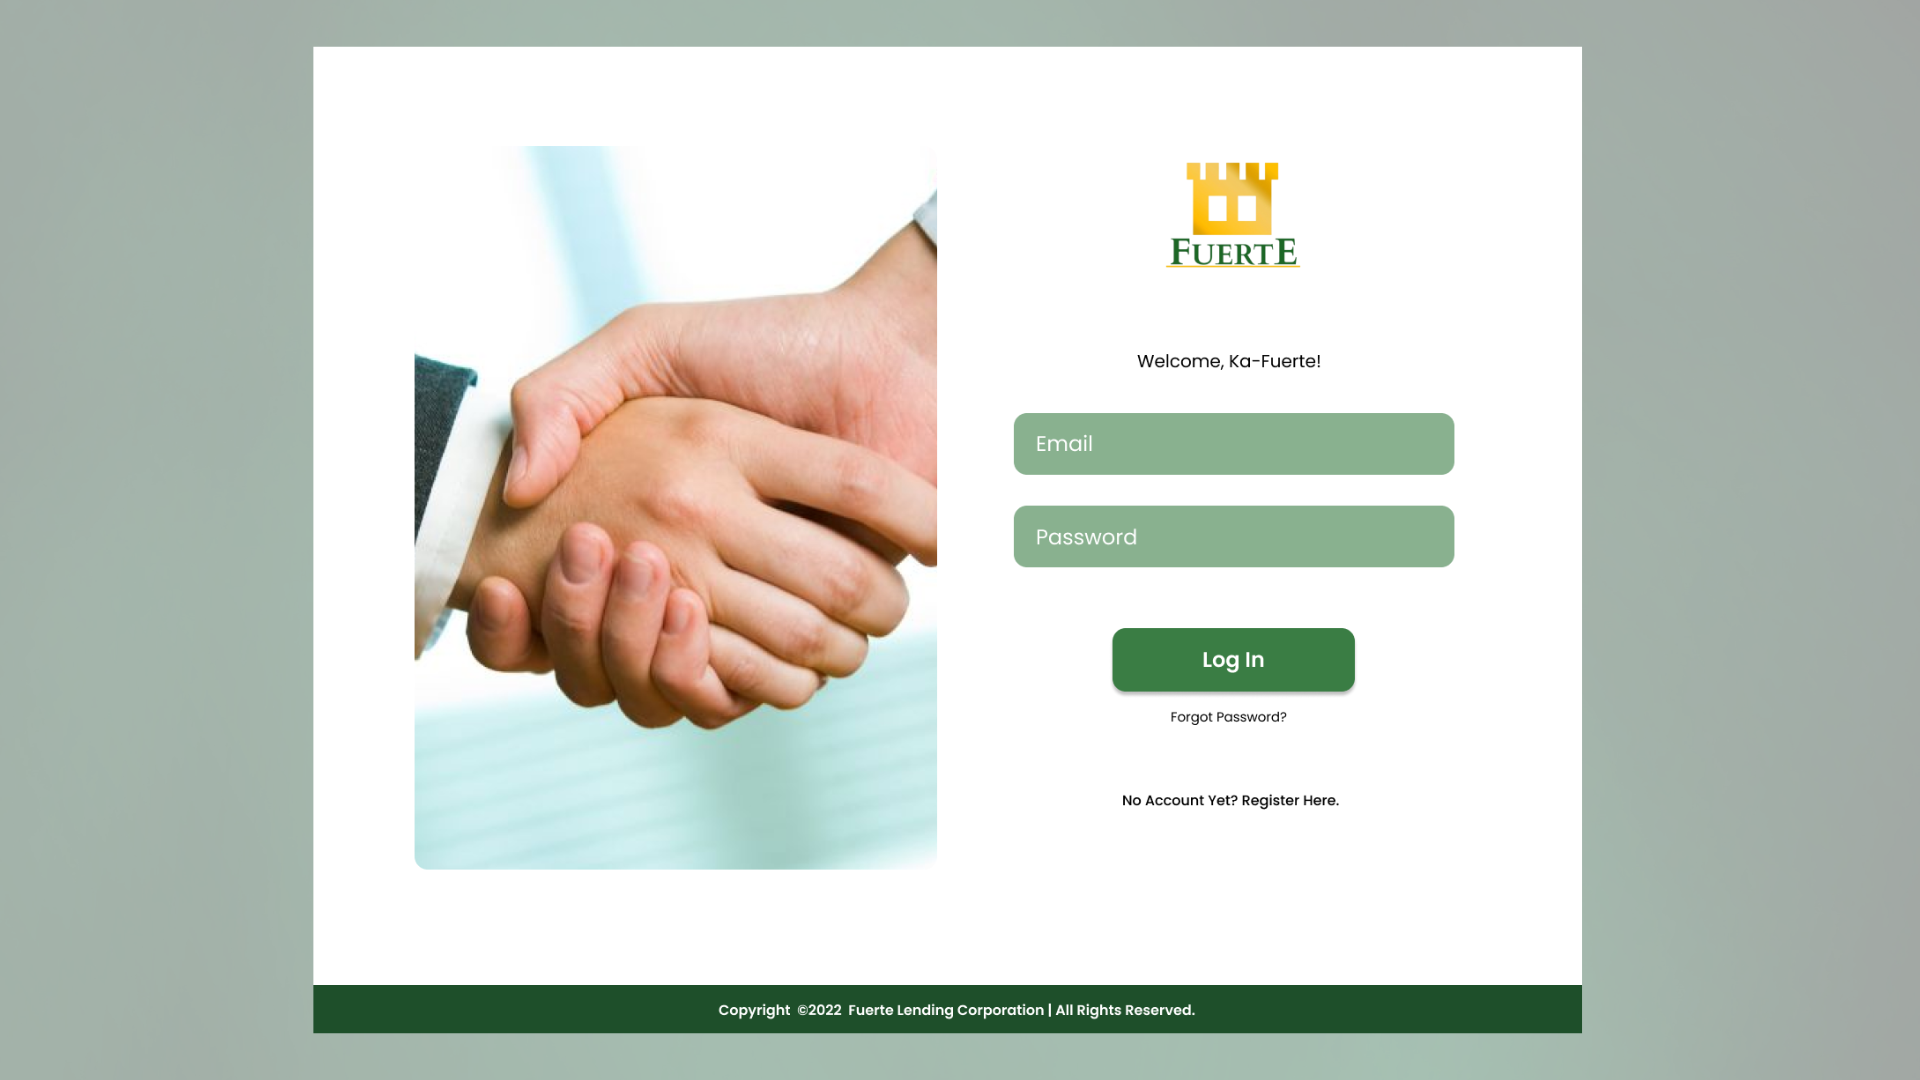 FUERTE
Welcome, Ka-Fuerte!
Email
Password
Log In
Forgot Password?
No Account Yet? Register Here.
Copyright ©2022 Fuerte Lending Corporation | All Rights Reserved.